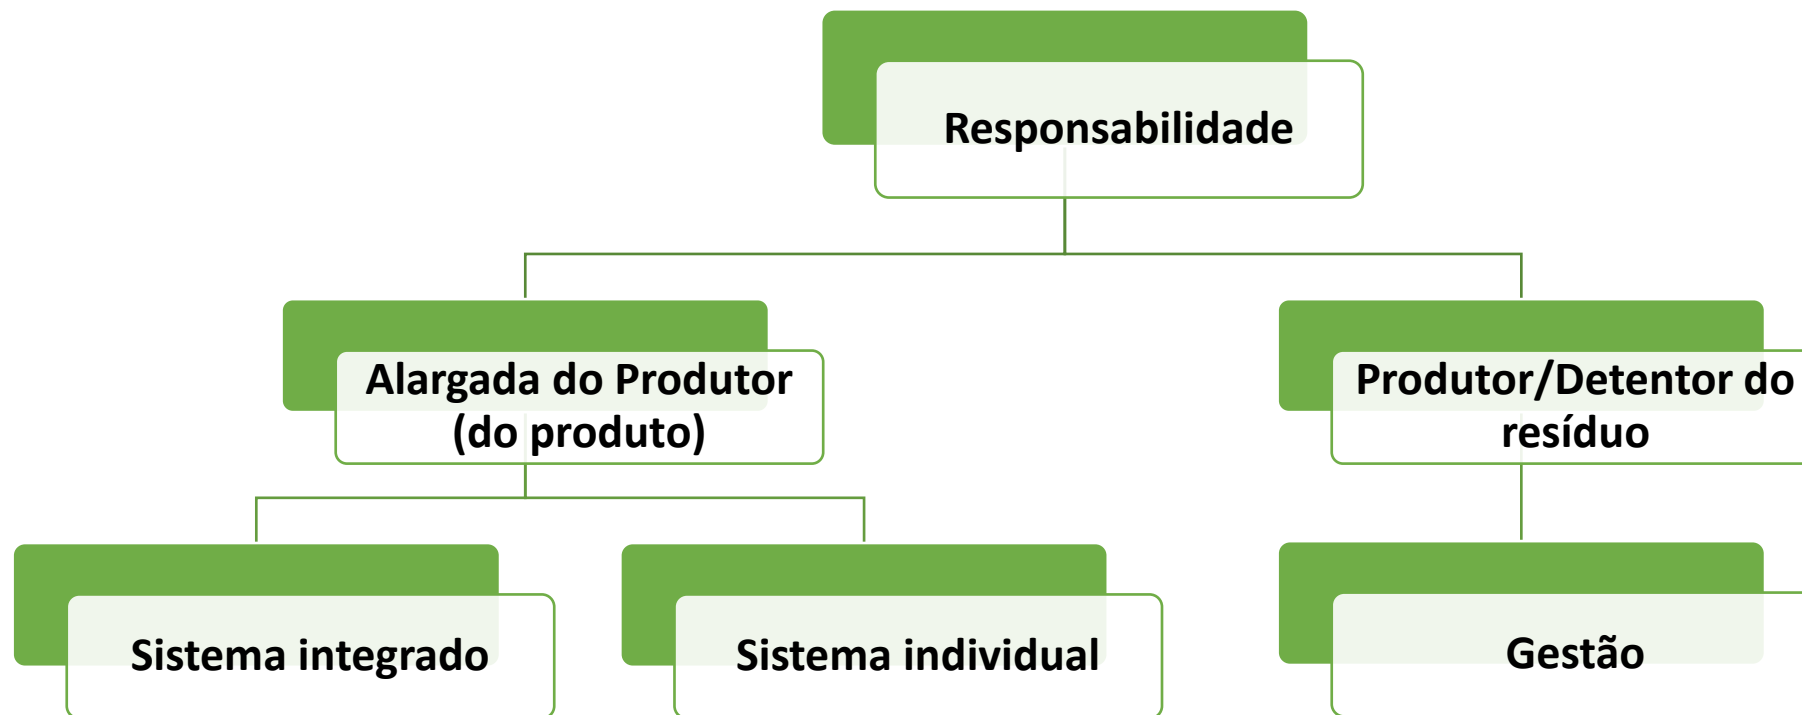 Responsabilidade
Alargada do Produtor
(do produto)
Produtor/Detentor do
resíduo
Sistema integrado
Sistema individual
Gestão